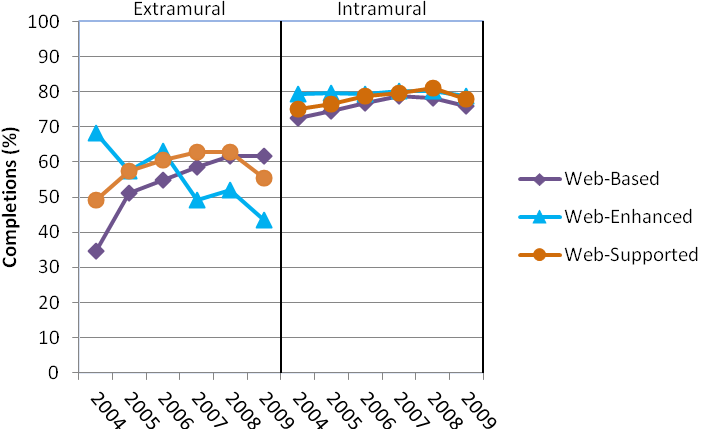 Extramural Intramural
100
90
80
70
60
50
40
30
20
10
0
Completions (%)
2004 2005 2006 2007 2008 2009 2004 2005 2006 2007 2008 2009
Web-Based
Web-Enhanced
Web-Supported